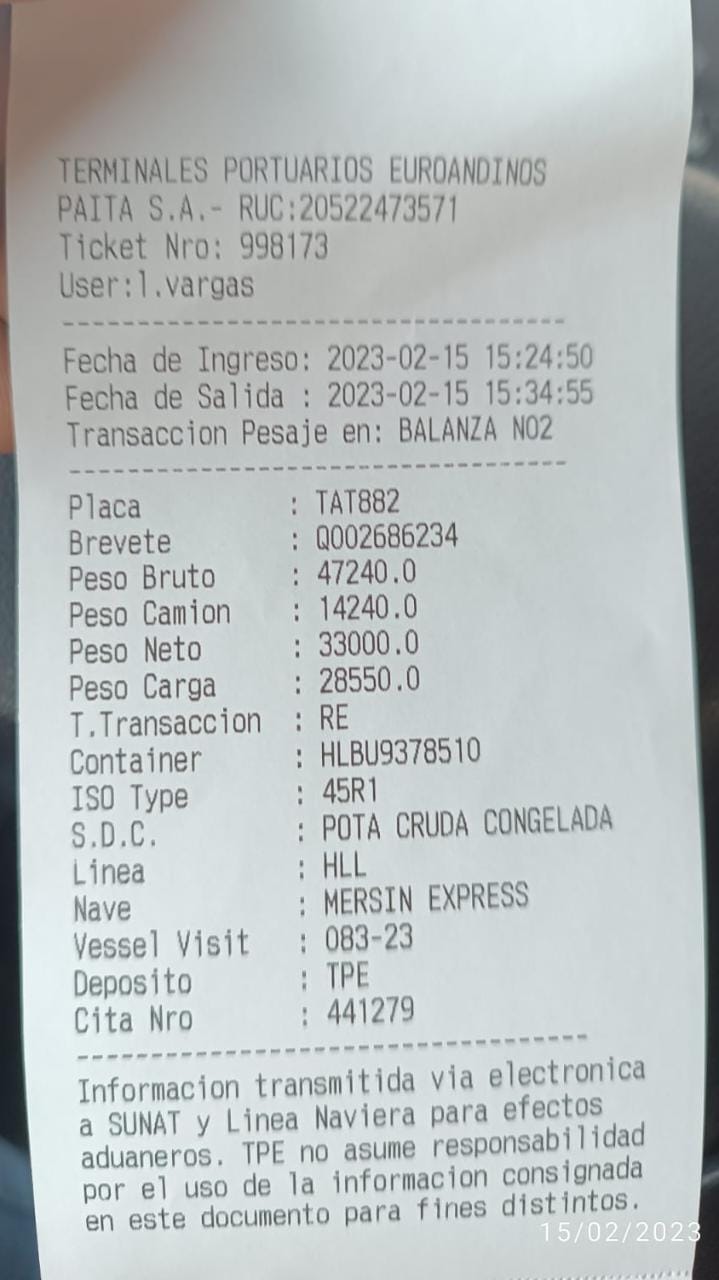 TERMINALES PORTUARIOS EUROANDINOS
PAITA S.A.- RUC:20522473571
Ticket Nro: 998173
User:l.vargas
----------------------------------
Fecha de Ingreso: 2023-02-15 15:24:50
Fecha de Salida : 2023-02-15 15:34:55
Transaccion Pesaje en: BALANZA NO2
----------------------------------
Placa : TAT882
Brevete : Q002686234
Peso Bruto : 47240.0
Peso Camion : 14240.0
Peso Neto : 33000.0
Peso Carga : 28550.0
T.Transaccion : RE
Container : HLBU9378510
ISO Type : 45R1
S.D.C. : POTA CRUDA CONGELADA
Linea : HLL
Nave : MERSIN EXPRESS
Vessel Visit : 083-23
Deposito : TPE
Cita Nro : 441279
----------------------------------
Informacion transmitida via electronica
a SUNAT y Linea Naviera para efectos
aduaneros. TPE no asume responsabilidad
por el uso de la informacion consignada
en este documento para fines distintos.
15/02/2023